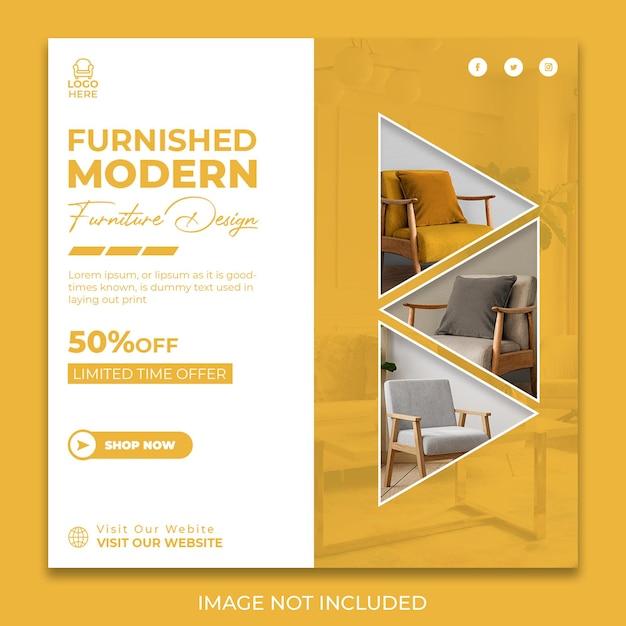 LOGO
HERE
FURNISHED
MODERN
Furniture Design
Lorem ipsum, or lipsum as it is
sometimes known, is dummy
text used in laying out print
50%OFF
LIMITED TIME OFFER
SHOP NOW
Visit Our Webite
VISIT OUR WEBSITE
IMAGE NOT INCLUDED